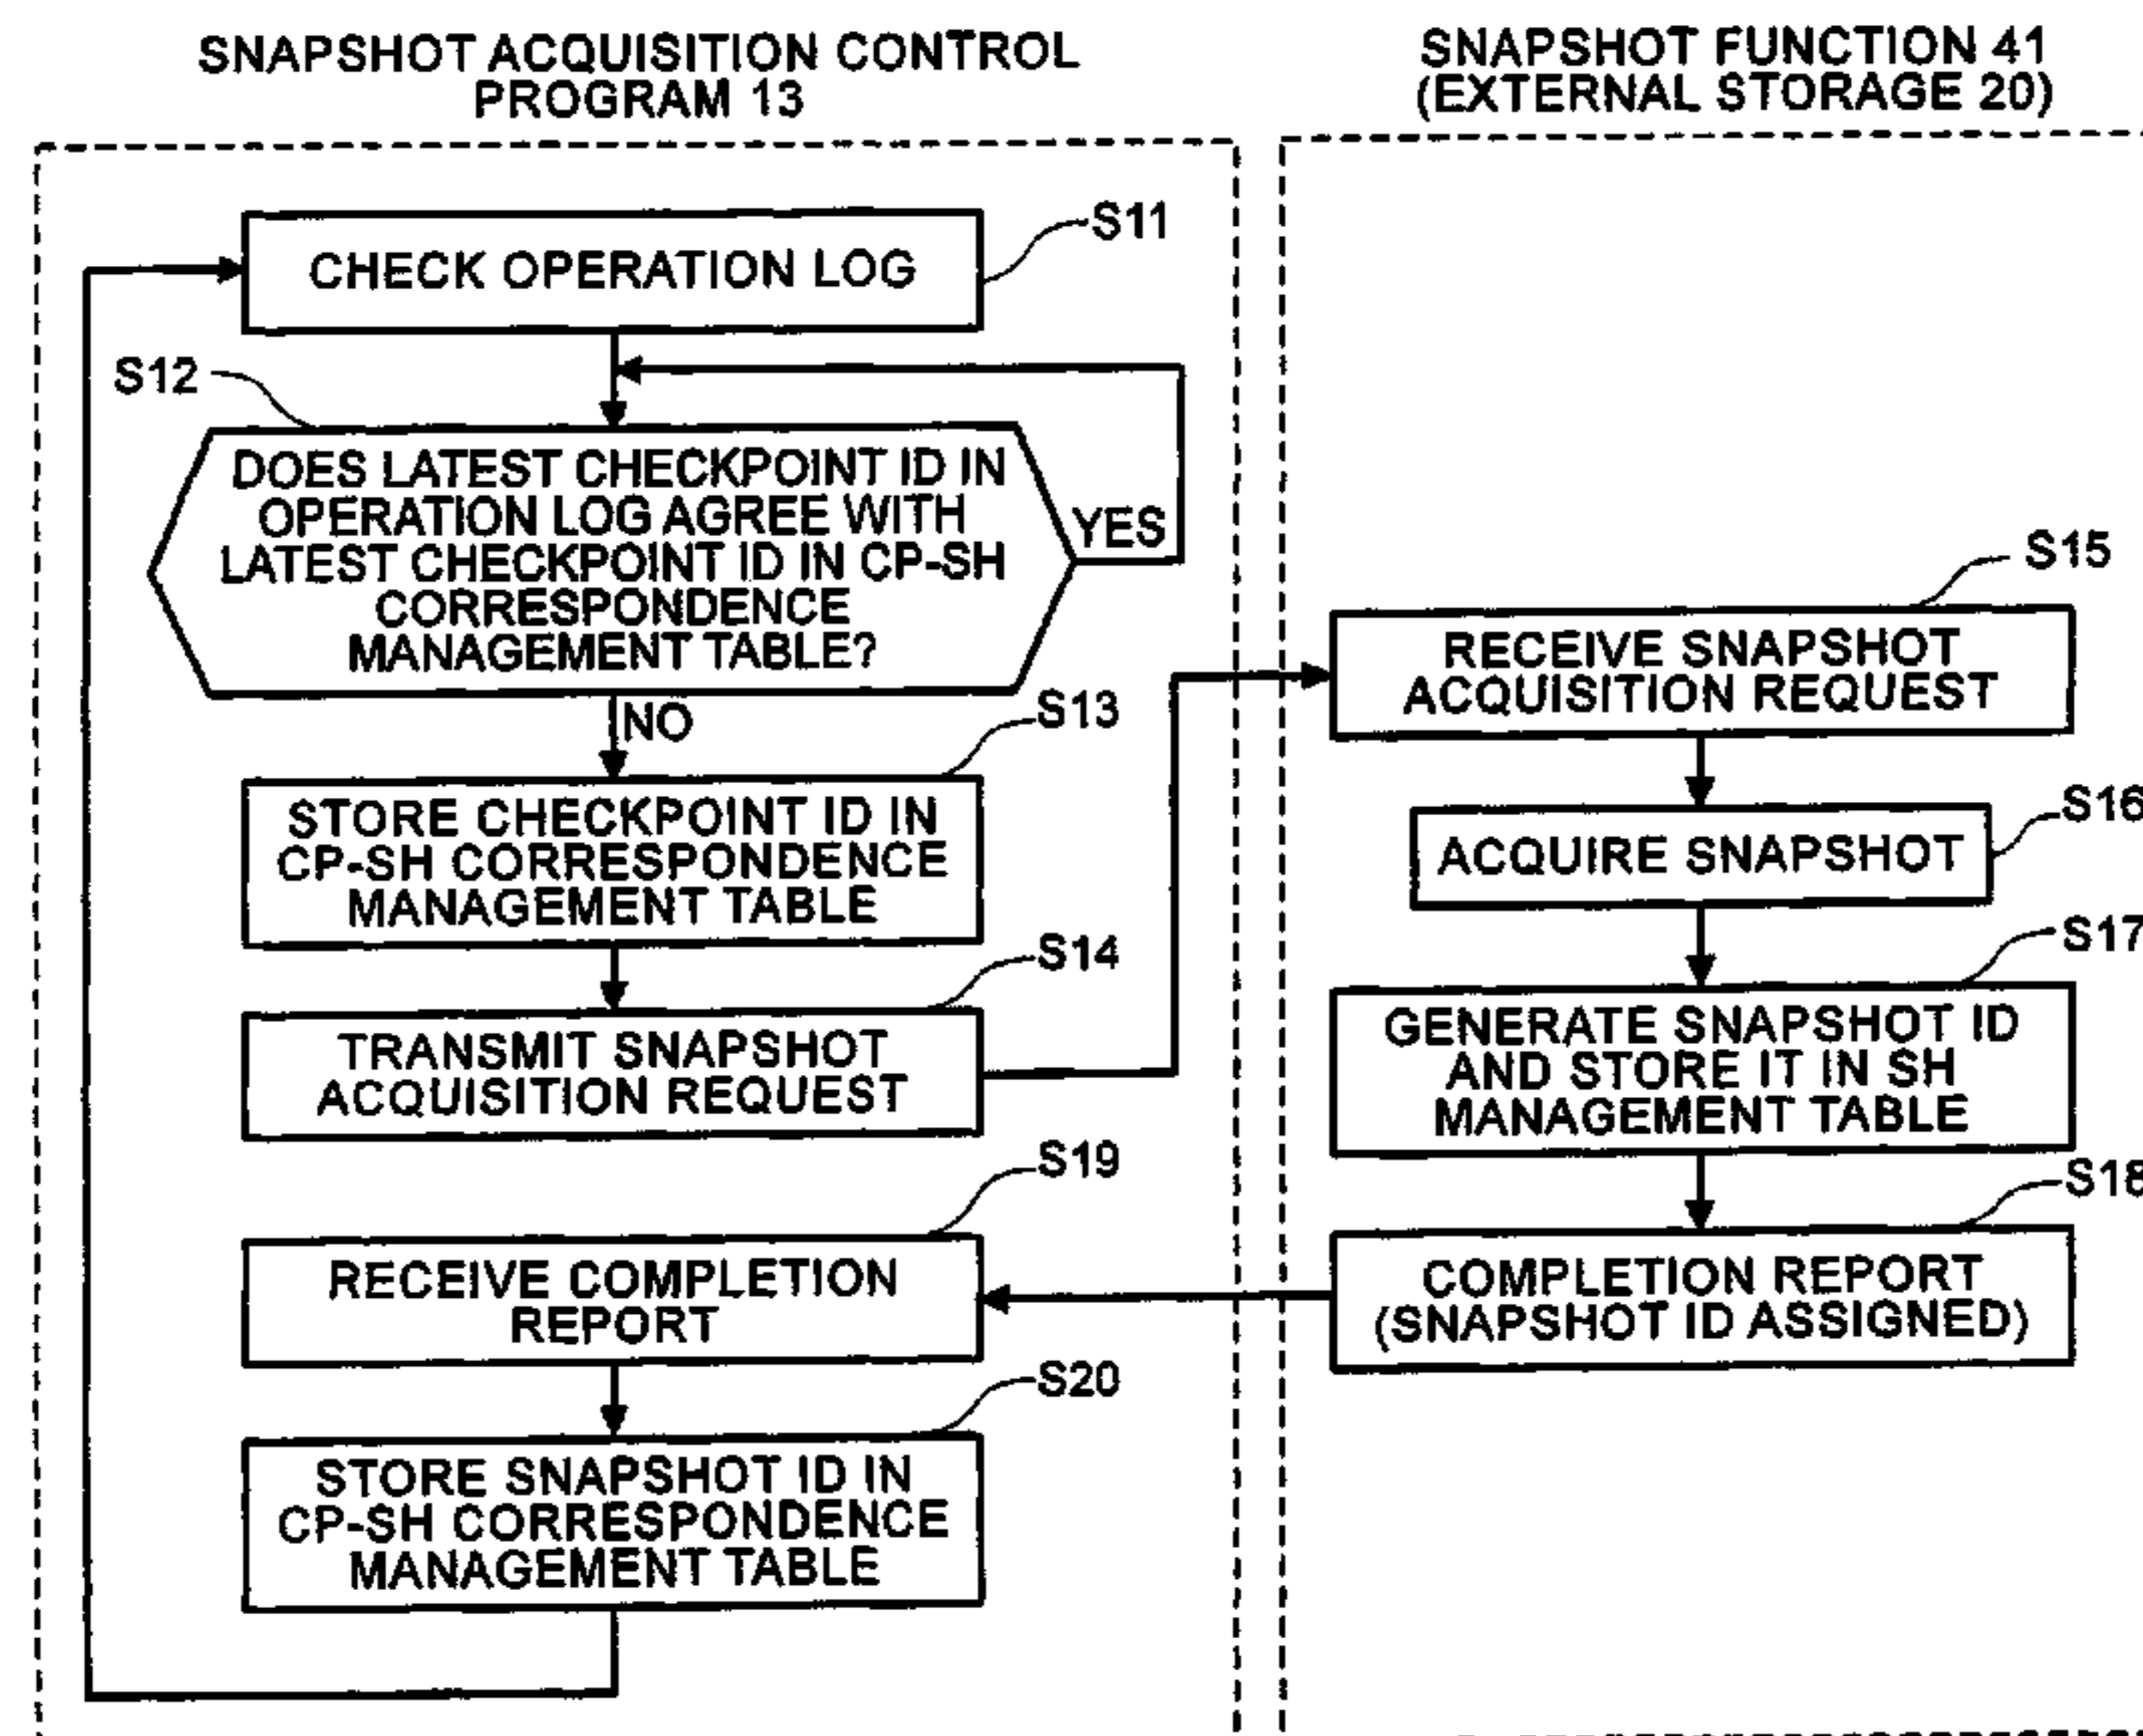 SNAPSHOT ACQUISITION CONTROL
PROGRAM 13
SNAPSHOT FUNCTION 41
(EXTERNAL STORAGE 20)
S11
CHECK OPERATION LOG
S12
DOES LATEST CHECKPOINT ID IN
OPERATION LOG AGREE WITH
LATEST CHECKPOINT ID IN CP-SH
CORRESPONDENCE
MANAGEMENT TABLE?
YES
NO
S13
STORE CHECKPOINT ID IN
CP-SH CORRESPONDENCE
MANAGEMENT TABLE
S14
TRANSMIT SNAPSHOT
ACQUISITION REQUEST
S15
RECEIVE SNAPSHOT
ACQUISITION REQUEST
S16
ACQUIRE SNAPSHOT
S17
GENERATE SNAPSHOT ID
AND STORE IT IN SH
MANAGEMENT TABLE
S18
COMPLETION REPORT
(SNAPSHOT ID ASSIGNED)
S19
RECEIVE COMPLETION
REPORT
S20
STORE SNAPSHOT ID IN
CP-SH CORRESPONDENCE
MANAGEMENT TABLE